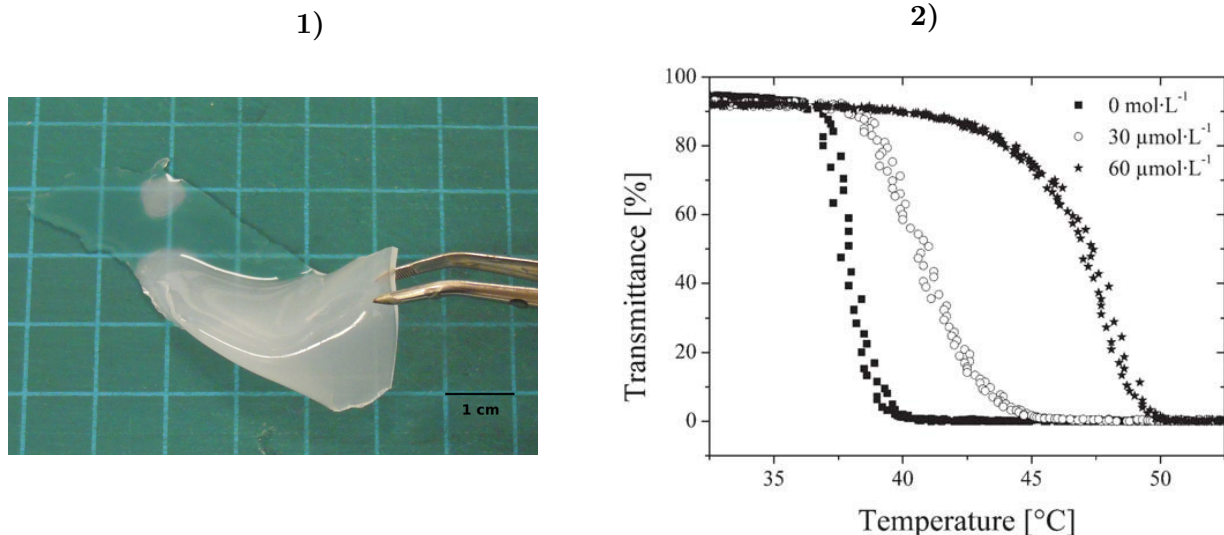 1)
2)
1 cm
Transmittance [%]
100
80
60
40
20
0
0 mol·L⁻¹
30 µmol·L⁻¹
60 µmol·L⁻¹
35
40
45
50
Temperature [°C]